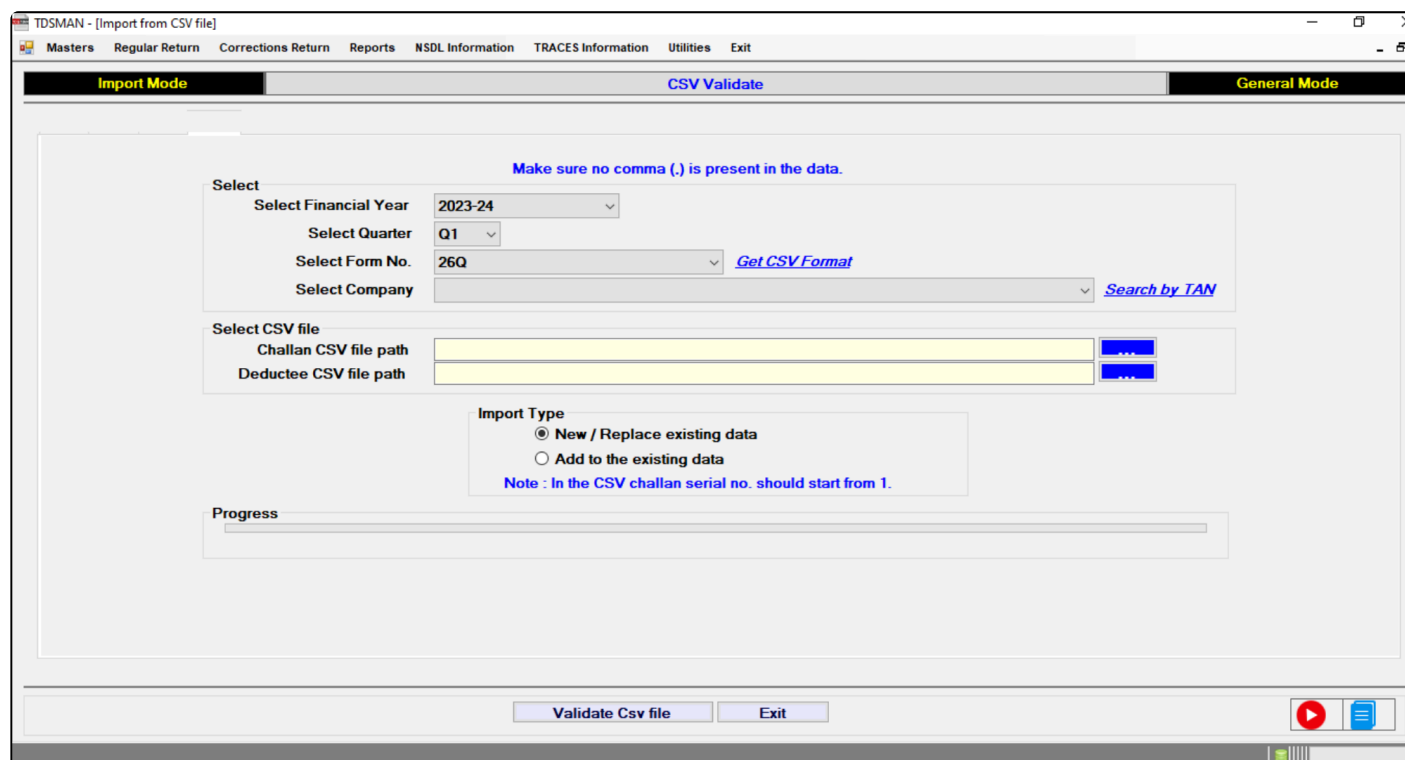 TDSMAN - [Import from CSV file]
Masters Regular Return Corrections Return Reports NSDL Information TRACES Information Utilities Exit
Import Mode CSV Validate General Mode
Make sure no comma (.) is present in the data.
Select
Select Financial Year 2023-24
Select Quarter Q1
Select Form No. 26Q Get CSV Format
Select Company Search by TAN
Select CSV file
Challan CSV file path ...
Deductee CSV file path ...
Import Type
New / Replace existing data
Add to the existing data
Note : In the CSV challan serial no. should start from 1.
Progress
Validate Csv file Exit